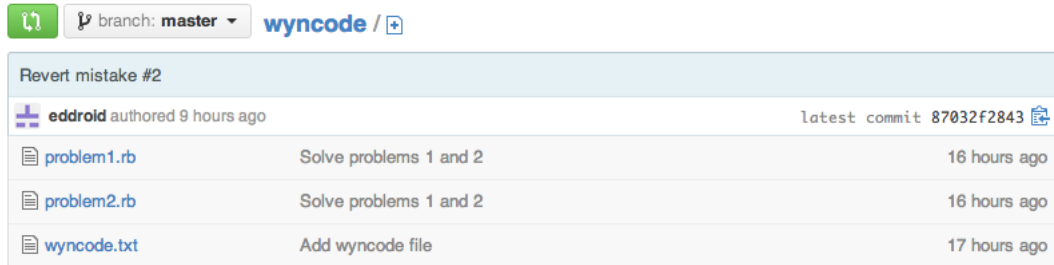 branch: master wyncode /
Revert mistake #2
eddroid authored 9 hours ago latest commit 87032f2843
problem1.rb Solve problems 1 and 2 16 hours ago
problem2.rb Solve problems 1 and 2 16 hours ago
wyncode.txt Add wyncode file 17 hours ago